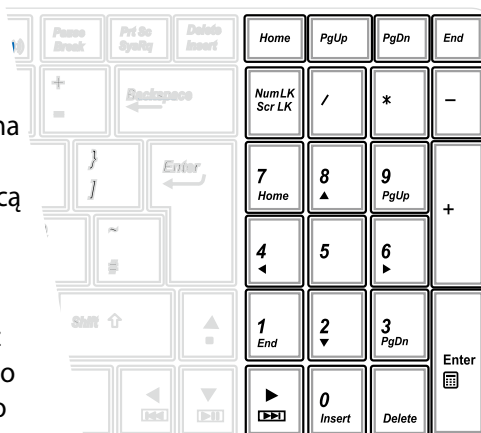 Pause Prt Sc Delete Home PgUp PgDn End
Break SysRq Insert
+ Backspace NumLK / * −
− Scr LK
na
} Enter 7 8 9 +
] Home PgUp
cą
~ 4 5 6
#
Shift 1 2 3
End PgDn Enter
o
0
Insert Delete